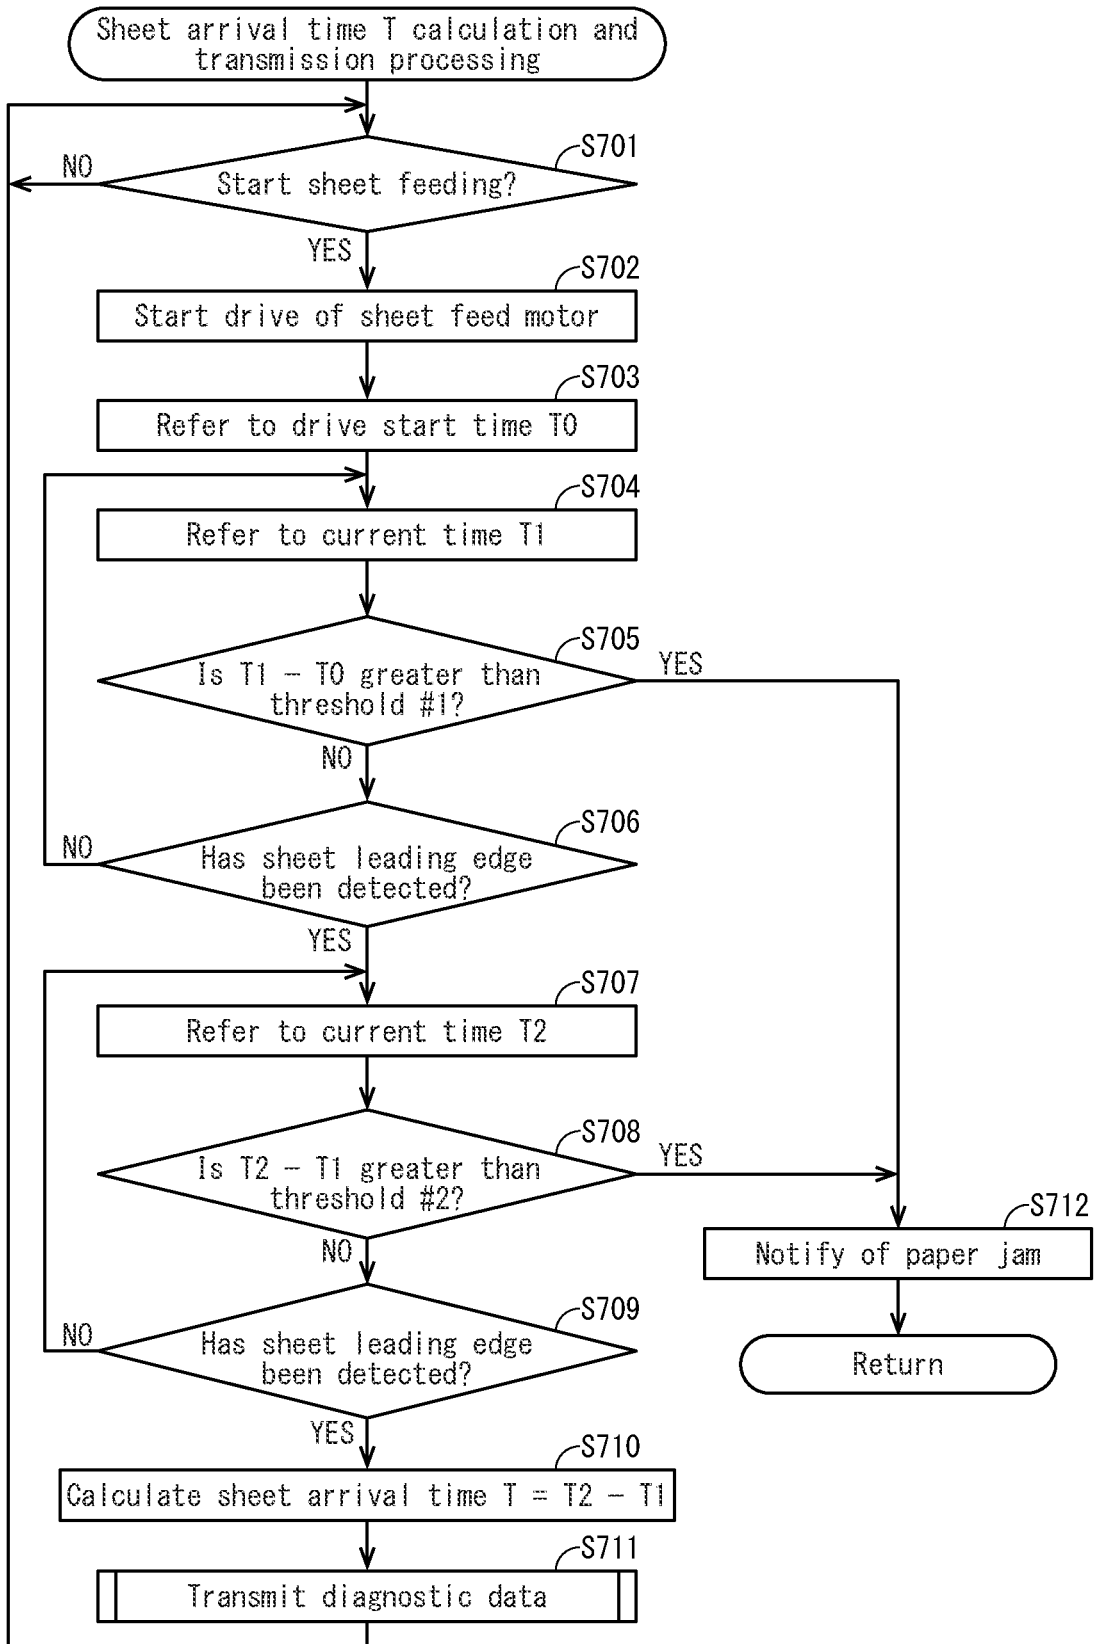 Sheet arrival time T calculation and
transmission processing
S701
NO
Start sheet feeding?
YES
S702
Start drive of sheet feed motor
S703
Refer to drive start time T0
S704
Refer to current time T1
S705
YES
Is T1 – T0 greater than
threshold #1?
NO
S706
NO
Has sheet leading edge
been detected?
YES
S707
Refer to current time T2
S708
YES
Is T2 – T1 greater than
threshold #2?
S712
NO
Notify of paper jam
S709
NO
Has sheet leading edge
been detected?
Return
YES
S710
Calculate sheet arrival time T = T2 – T1
S711
Transmit diagnostic data